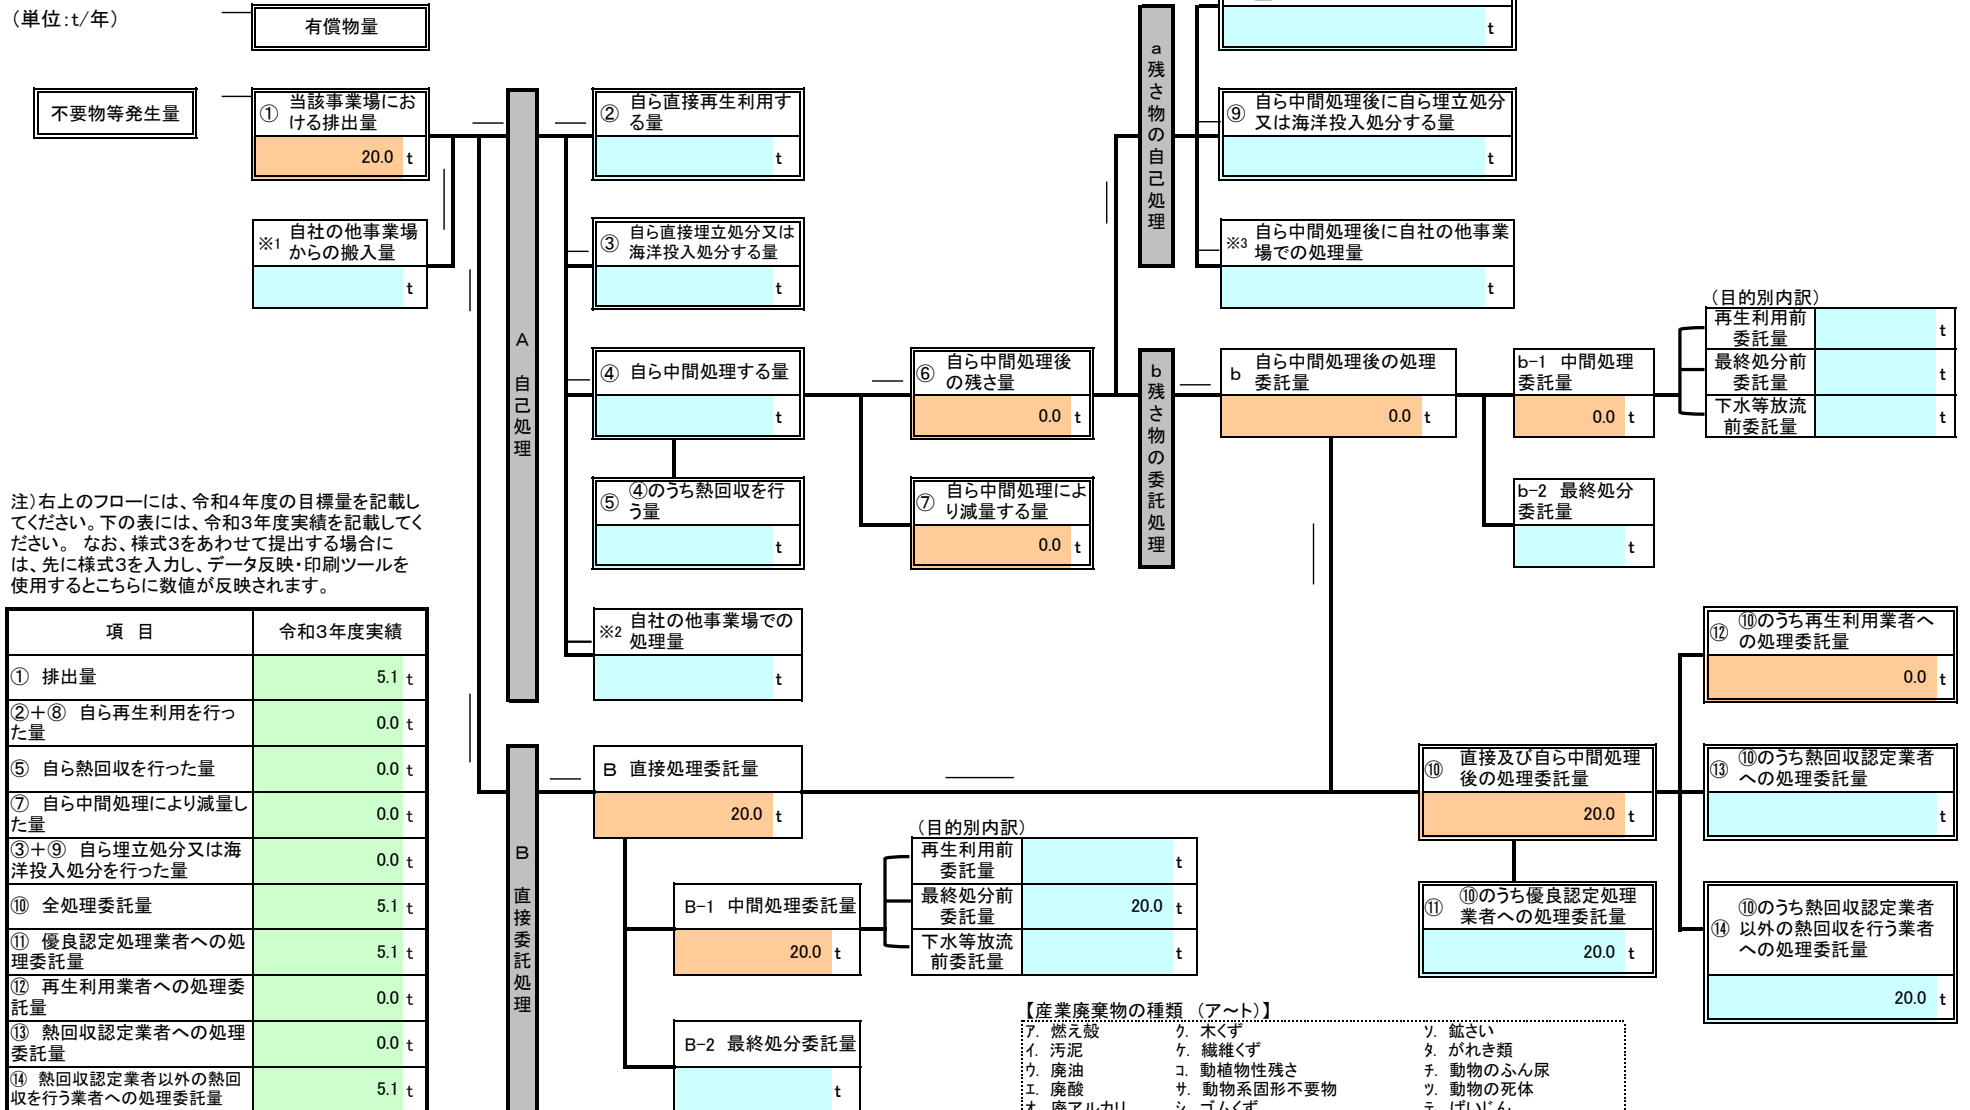 （単位：t/年）
有償物量
不要物等発生量
① 当該事業場にお
ける排出量
20.0 t
※1 自社の他事業場
からの搬入量
t
A 自己処理
② 自ら直接再生利用す
る量
t
③ 自ら直接埋立処分又は
海洋投入処分する量
t
④ 自ら中間処理する量
t
⑤ ④のうち熱回収を行
う量
t
※2 自社の他事業場での
処理量
t
⑥ 自ら中間処理後
の残さ量
0.0 t
⑦ 自ら中間処理によ
り減量する量
0.0 t
a 残さ物の自己処理
t
⑨ 自ら中間処理後に自ら埋立処分
又は海洋投入処分する量
t
※3 自ら中間処理後に自社の他事業
場での処理量
t
b 残さ物の委託処理
b 自ら中間処理後の処理
委託量
0.0 t
b-1 中間処理
委託量
0.0 t
b-2 最終処分
委託量
t
（目的別内訳）
再生利用前
委託量
t
最終処分前
委託量
t
下水等放流
前委託量
t
注）右上のフローには、令和４年度の目標量を記載し
てください。下の表には、令和３年度実績を記載してく
ださい。 なお、様式３をあわせて提出する場合に
は、先に様式３を入力し、データ反映・印刷ツールを
使用するとこちらに数値が反映されます。
項 目 令和３年度実績
① 排出量 5.1 t
②＋⑧ 自ら再生利用を行っ
た量 0.0 t
⑤ 自ら熱回収を行った量 0.0 t
⑦ 自ら中間処理により減量し
た量 0.0 t
③＋⑨ 自ら埋立処分又は海
洋投入処分を行った量 0.0 t
⑩ 全処理委託量 5.1 t
⑪ 優良認定処理業者への処
理委託量 5.1 t
⑫ 再生利用業者への処理委
託量 0.0 t
⑬ 熱回収認定業者への処理
委託量 0.0 t
⑭ 熱回収認定業者以外の熱回
収を行う業者への処理委託量 5.1 t
B 直接委託処理
B 直接処理委託量
20.0 t
B-1 中間処理委託量
20.0 t
B-2 最終処分委託量
t
（目的別内訳）
再生利用前
委託量
t
最終処分前
委託量
20.0 t
下水等放流
前委託量
t
⑩ 直接及び自ら中間処理
後の処理委託量
20.0 t
⑪ ⑩のうち優良認定処理
業者への処理委託量
20.0 t
⑫ ⑩のうち再生利用業者へ
の処理委託量
0.0 t
⑬ ⑩のうち熱回収認定業者
への処理委託量
t
⑭ ⑩のうち熱回収認定業者
以外の熱回収を行う業者
への処理委託量
20.0 t
【産業廃棄物の種類 （ア～ト）】
ｱ. 燃え殻 ｸ. 木くず ｿ. 鉱さい
ｲ. 汚泥 ｹ. 繊維くず ﾀ. がれき類
ｳ. 廃油 ｺ. 動植物性残さ ﾁ. 動物のふん尿
ｴ. 廃酸 ｻ. 動物系固形不要物 ﾂ. 動物の死体
ｵ. 廃アルカリ ｼ. ゴムくず ﾃ. ばいじん